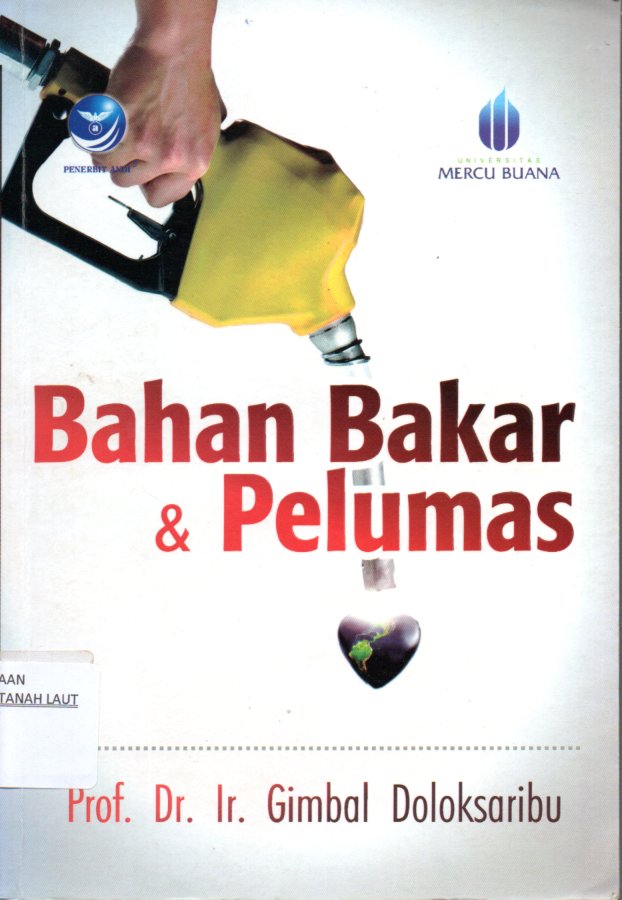 a
PENERBIT ANDI
UNIVERSITAS
MERCU BUANA
Bahan Bakar
& Pelumas
AAN
TANAH LAUT
Prof. Dr. Ir. Gimbal Doloksaribu